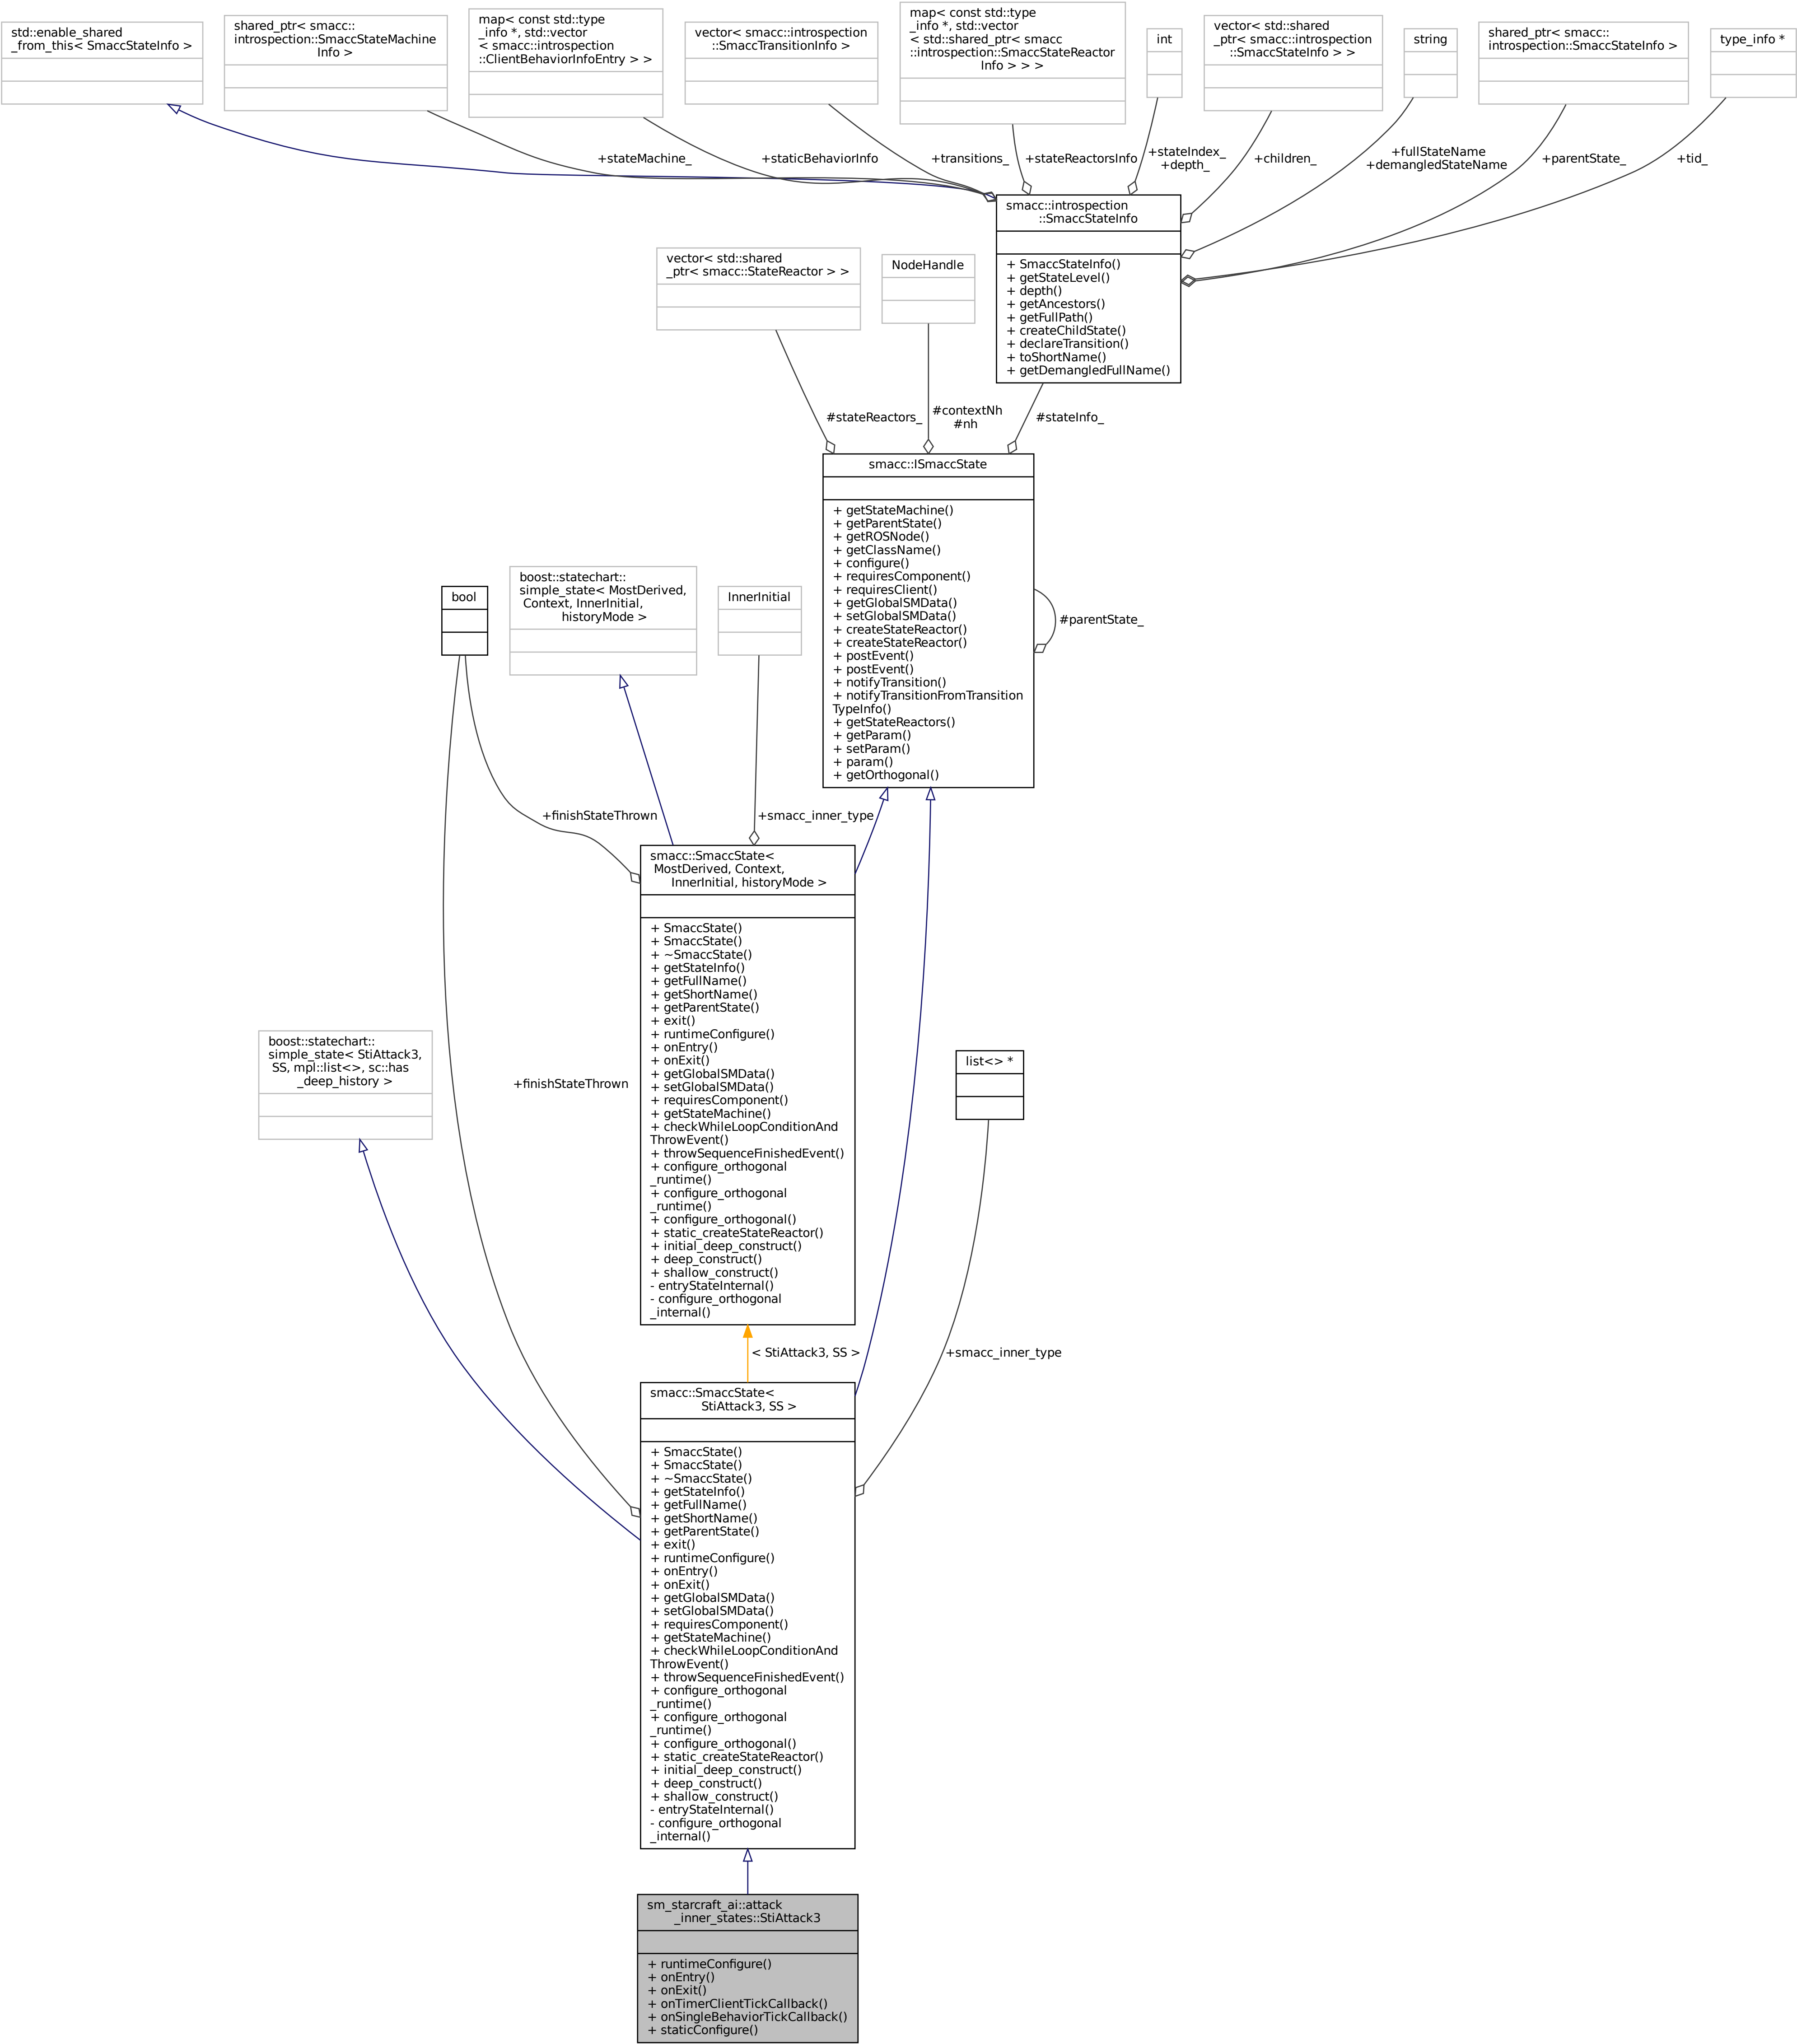 std::enable_shared
_from_this< SmaccStateInfo >
shared_ptr< smacc::
introspection::SmaccStateMachine
Info >
map< const std::type
_info *, std::vector
< smacc::introspection
::ClientBehaviorInfoEntry > >
vector< smacc::introspection
::SmaccTransitionInfo >
map< const std::type
_info *, std::vector
< std::shared_ptr< smacc
::introspection::SmaccStateReactor
Info > > >
int
vector< std::shared
_ptr< smacc::introspection
::SmaccStateInfo > >
string
shared_ptr< smacc::
introspection::SmaccStateInfo >
type_info *
+stateMachine_
+staticBehaviorInfo
+transitions_
+stateReactorsInfo
+stateIndex_
+depth_
+children_
+fullStateName
+demangledStateName
+parentState_
+tid_
smacc::introspection
::SmaccStateInfo
+ SmaccStateInfo()
+ getStateLevel()
+ depth()
+ getAncestors()
+ getFullPath()
+ createChildState()
+ declareTransition()
+ toShortName()
+ getDemangledFullName()
vector< std::shared
_ptr< smacc::StateReactor > >
NodeHandle
#stateReactors_
#contextNh
#nh
#stateInfo_
smacc::ISmaccState
+ getStateMachine()
+ getParentState()
+ getROSNode()
+ getClassName()
+ configure()
+ requiresComponent()
+ requiresClient()
+ getGlobalSMData()
+ setGlobalSMData()
+ createStateReactor()
+ createStateReactor()
+ postEvent()
+ postEvent()
+ notifyTransition()
+ notifyTransitionFromTransition
TypeInfo()
+ getStateReactors()
+ getParam()
+ setParam()
+ param()
+ getOrthogonal()
#parentState_
bool
boost::statechart::
simple_state< MostDerived,
Context, InnerInitial,
historyMode >
InnerInitial
+finishStateThrown
+smacc_inner_type
smacc::SmaccState<
MostDerived, Context,
InnerInitial, historyMode >
+ SmaccState()
+ SmaccState()
+ ~SmaccState()
+ getStateInfo()
+ getFullName()
+ getShortName()
+ getParentState()
+ exit()
+ runtimeConfigure()
+ onEntry()
+ onExit()
+ getGlobalSMData()
+ setGlobalSMData()
+ requiresComponent()
+ getStateMachine()
+ checkWhileLoopConditionAnd
ThrowEvent()
+ throwSequenceFinishedEvent()
+ configure_orthogonal
_runtime()
+ configure_orthogonal
_runtime()
+ configure_orthogonal()
+ static_createStateReactor()
+ initial_deep_construct()
+ deep_construct()
+ shallow_construct()
- entryStateInternal()
- configure_orthogonal
_internal()
boost::statechart::
simple_state< StiAttack3,
SS, mpl::list<>, sc::has
_deep_history >
+finishStateThrown
list<> *
< StiAttack3, SS >
+smacc_inner_type
smacc::SmaccState<
StiAttack3, SS >
+ SmaccState()
+ SmaccState()
+ ~SmaccState()
+ getStateInfo()
+ getFullName()
+ getShortName()
+ getParentState()
+ exit()
+ runtimeConfigure()
+ onEntry()
+ onExit()
+ getGlobalSMData()
+ setGlobalSMData()
+ requiresComponent()
+ getStateMachine()
+ checkWhileLoopConditionAnd
ThrowEvent()
+ throwSequenceFinishedEvent()
+ configure_orthogonal
_runtime()
+ configure_orthogonal
_runtime()
+ configure_orthogonal()
+ static_createStateReactor()
+ initial_deep_construct()
+ deep_construct()
+ shallow_construct()
- entryStateInternal()
- configure_orthogonal
_internal()
sm_starcraft_ai::attack
_inner_states::StiAttack3
+ runtimeConfigure()
+ onEntry()
+ onExit()
+ onTimerClientTickCallback()
+ onSingleBehaviorTickCallback()
+ staticConfigure()